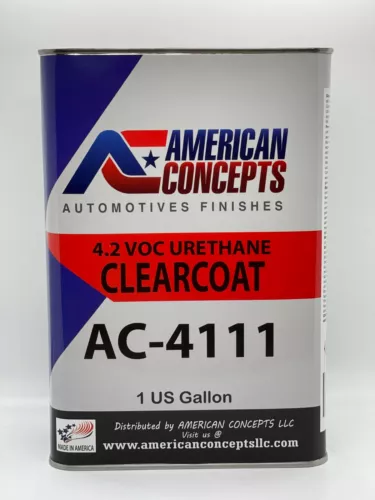 AMERICAN
CONCEPTS
AUTOMOTIVES FINISHES
4.2 VOC URETHANE
CLEARCOAT
AC-4111
1 US Gallon
Distributed by AMERICAN CONCEPTS LLC
Visit us @
www.americanconceptsllc.com
MADE IN AMERICA